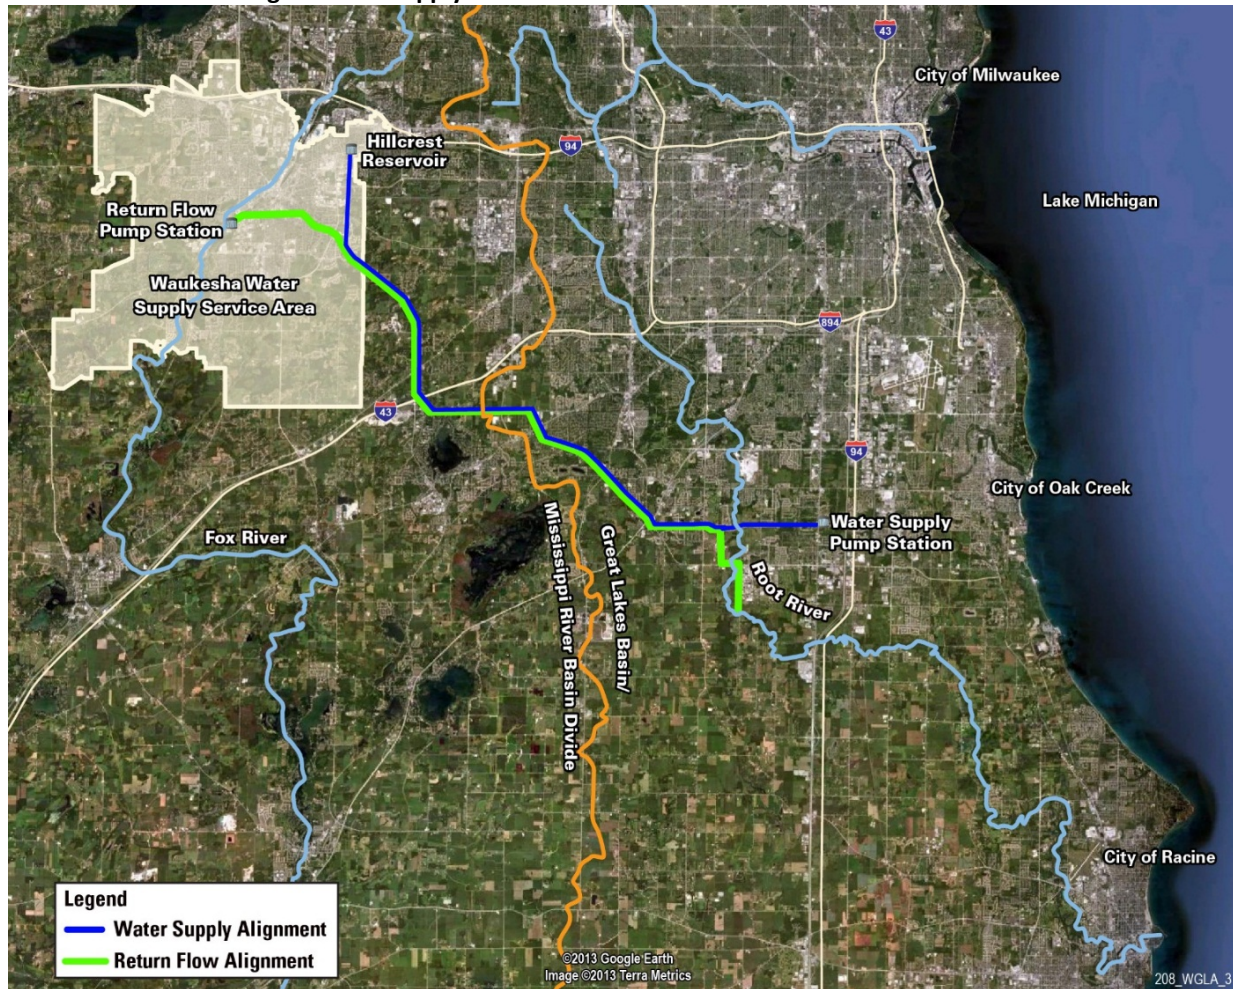 43
City of Milwaukee
Hillcrest
Reservoir
94
Lake Michigan
Return Flow
Pump Station
Waukesha Water
Supply Service Area
894
43
94
City of Oak Creek
Water Supply
Pump Station
Fox River
Root River
Great Lakes Basin/
Mississippi River Basin Divide
City of Racine
Legend
Water Supply Alignment
Return Flow Alignment
©2013 Google Earth
Image ©2013 Terra Metrics
208_WGLA_3